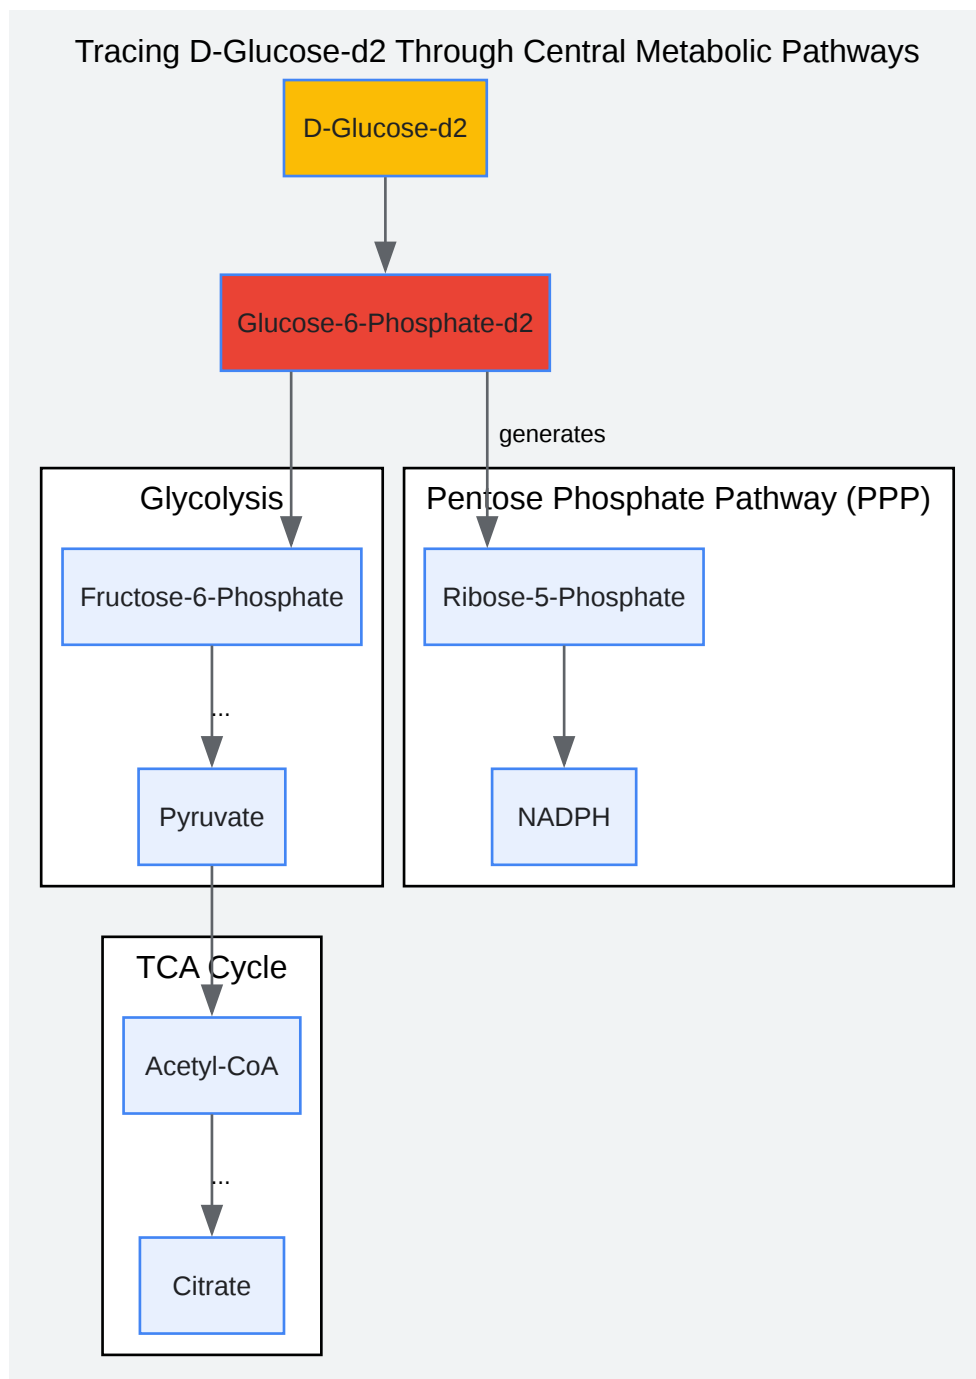 Tracing D-Glucose-d2 Through Central Metabolic Pathways
D-Glucose-d2
Glucose-6-Phosphate-d2
generates
Glycolysis
Pentose Phosphate Pathway (PPP)
Fructose-6-Phosphate
Ribose-5-Phosphate
...
Pyruvate
NADPH
TCA Cycle
Acetyl-CoA
...
Citrate